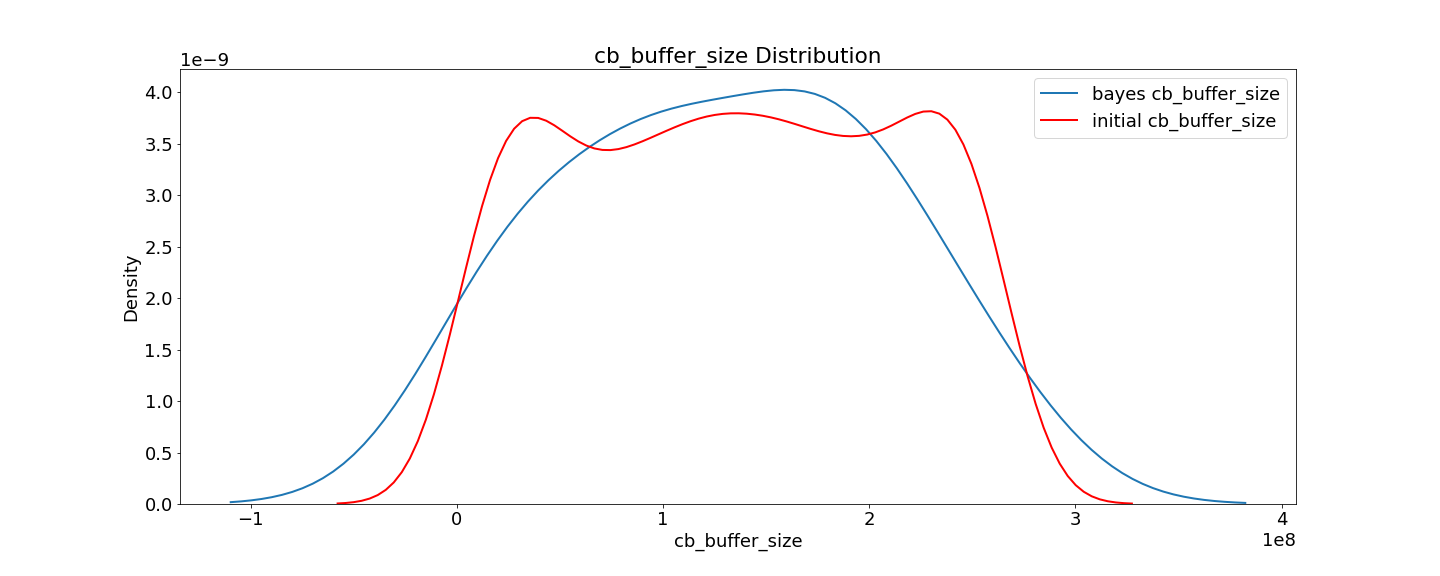 cb_buffer_size Distribution
1e−9
bayes cb_buffer_size
initial cb_buffer_size
Density
4.0
3.5
3.0
2.5
2.0
1.5
1.0
0.5
0.0
−1
0
1
2
3
4
1e8
cb_buffer_size